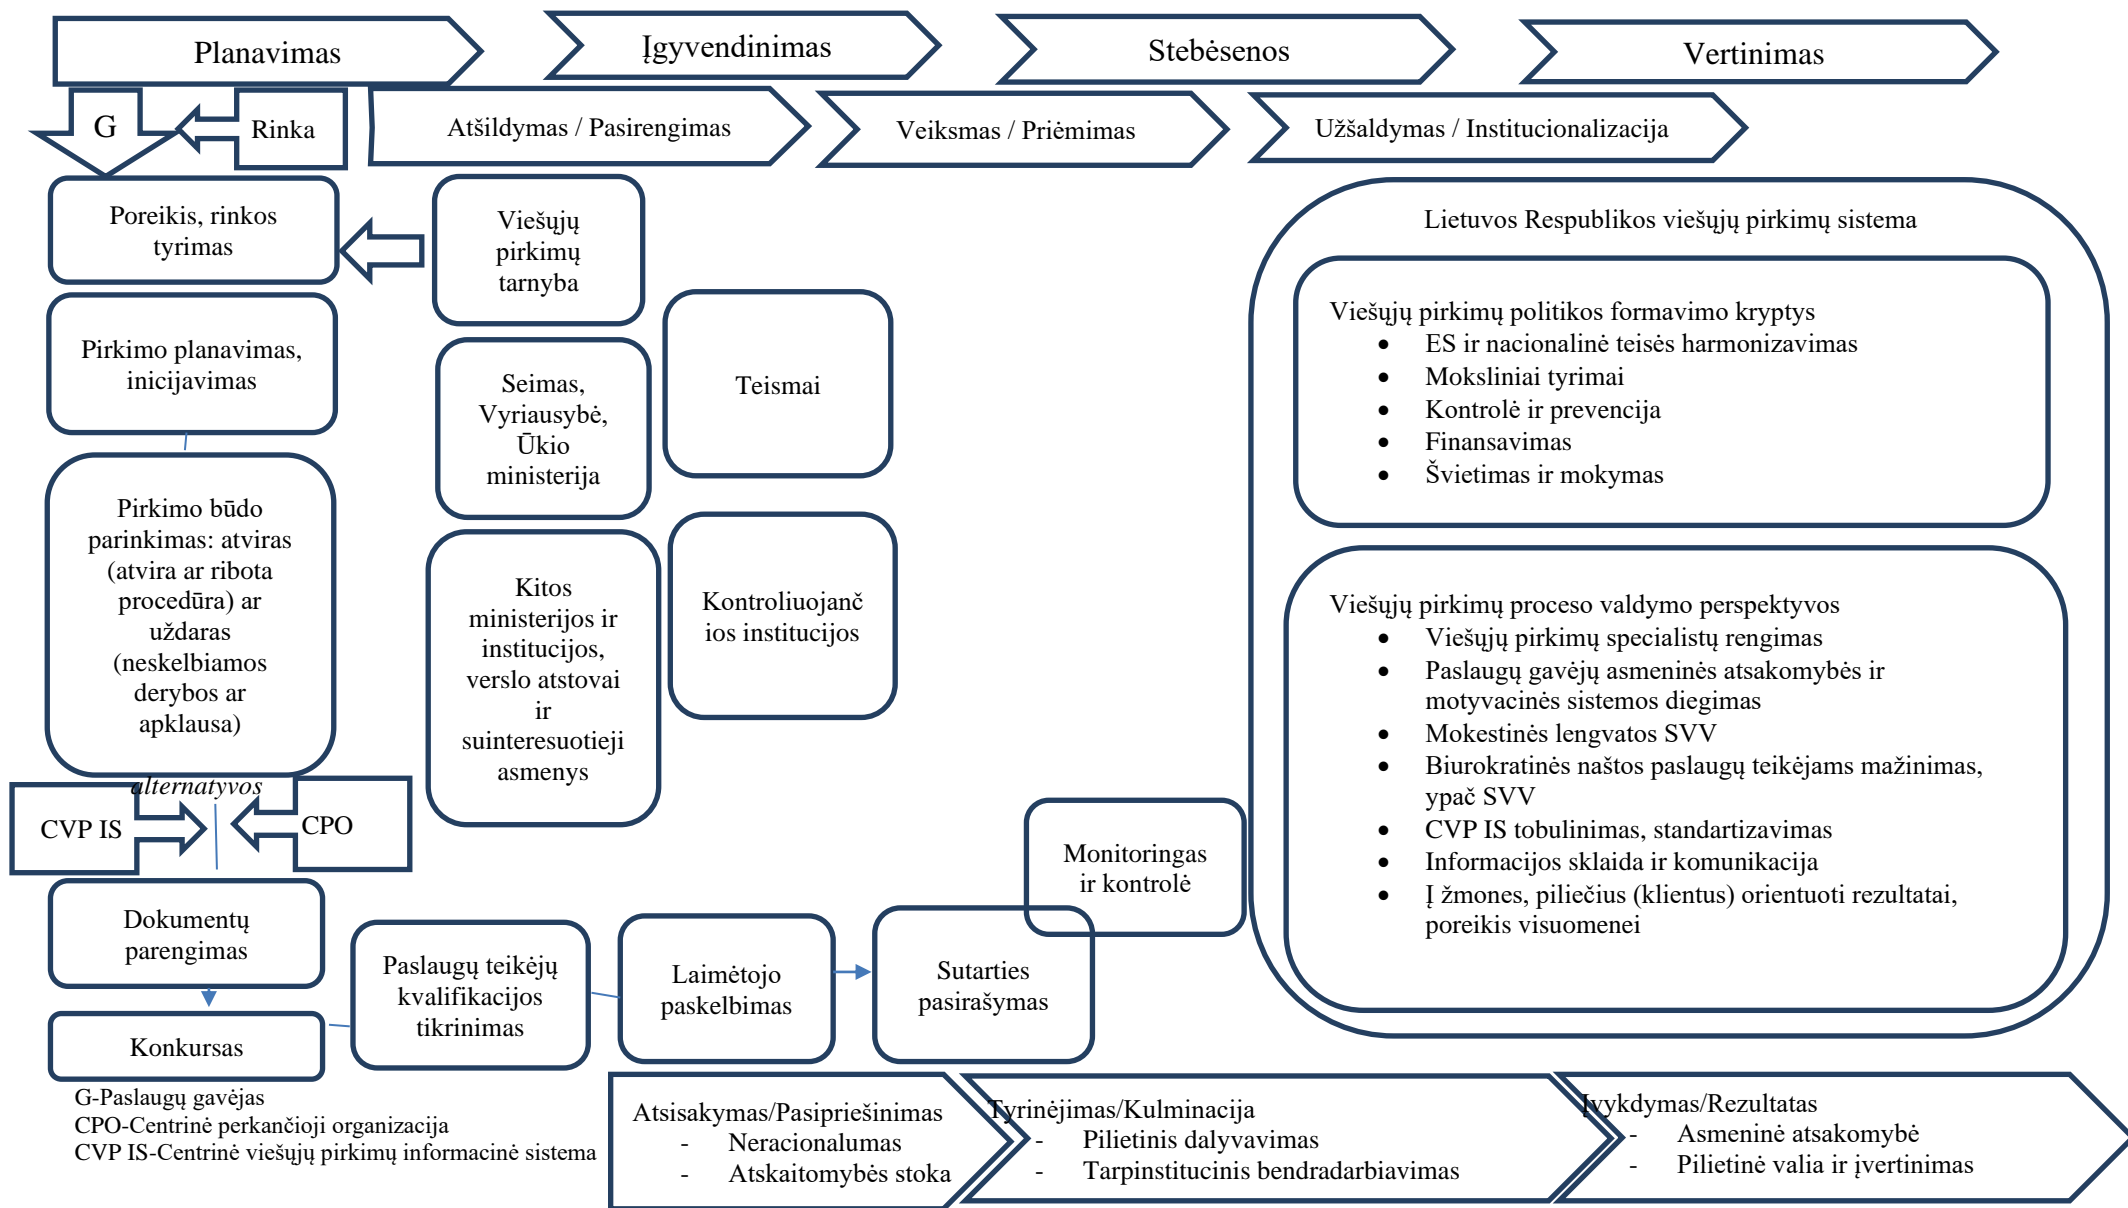 Planavimas
Įgyvendinimas
Stebėsenos
Vertinimas
G
Rinka
Atšildymas / Pasirengimas
Veiksmas / Priėmimas
Užšaldymas / Institucionalizacija
Poreikis, rinkos
tyrimas
Pirkimo planavimas,
inicijavimas
Pirkimo būdo
parinkimas: atviras
(atvira ar ribota
procedūra) ar
uždaras
(neskelbiamos
derybos ar
apklausa)
alternatyvos
CVP IS
CPO
Dokumentų
parengimas
Konkursas
Viešųjų
pirkimų
tarnyba
Seimas,
Vyriausybė,
Ūkio
ministerija
Kitos
ministerijos ir
institucijos,
verslo atstovai
ir
suinteresuotieji
asmenys
Teismai
Kontroliuojanč
ios institucijos
Paslaugų teikėjų
kvalifikacijos
tikrinimas
Laimėtojo
paskelbimas
Sutarties
pasirašymas
Monitoringas
ir kontrolė
Lietuvos Respublikos viešųjų pirkimų sistema
Viešųjų pirkimų politikos formavimo kryptys
• ES ir nacionalinė teisės harmonizavimas
• Moksliniai tyrimai
• Kontrolė ir prevencija
• Finansavimas
• Švietimas ir mokymas
Viešųjų pirkimų proceso valdymo perspektyvos
• Viešųjų pirkimų specialistų rengimas
• Paslaugų gavėjų asmeninės atsakomybės ir
motyvacinės sistemos diegimas
• Mokestinės lengvatos SVV
• Biurokratinės naštos paslaugų teikėjams mažinimas,
ypač SVV
• CVP IS tobulinimas, standartizavimas
• Informacijos sklaida ir komunikacija
• Į žmones, piliečius (klientus) orientuoti rezultatai,
poreikis visuomenei
G-Paslaugų gavėjas
CPO-Centrinė perkančioji organizacija
CVP IS-Centrinė viešųjų pirkimų informacinė sistema
Atsisakymas/Pasipriešinimas
- Neracionalumas
- Atskaitomybės stoka
Tyrinėjimas/Kulminacija
- Pilietinis dalyvavimas
- Tarpinstitucinis bendradarbiavimas
Įvykdymas/Rezultatas
- Asmeninė atsakomybė
- Pilietinė valia ir įvertinimas